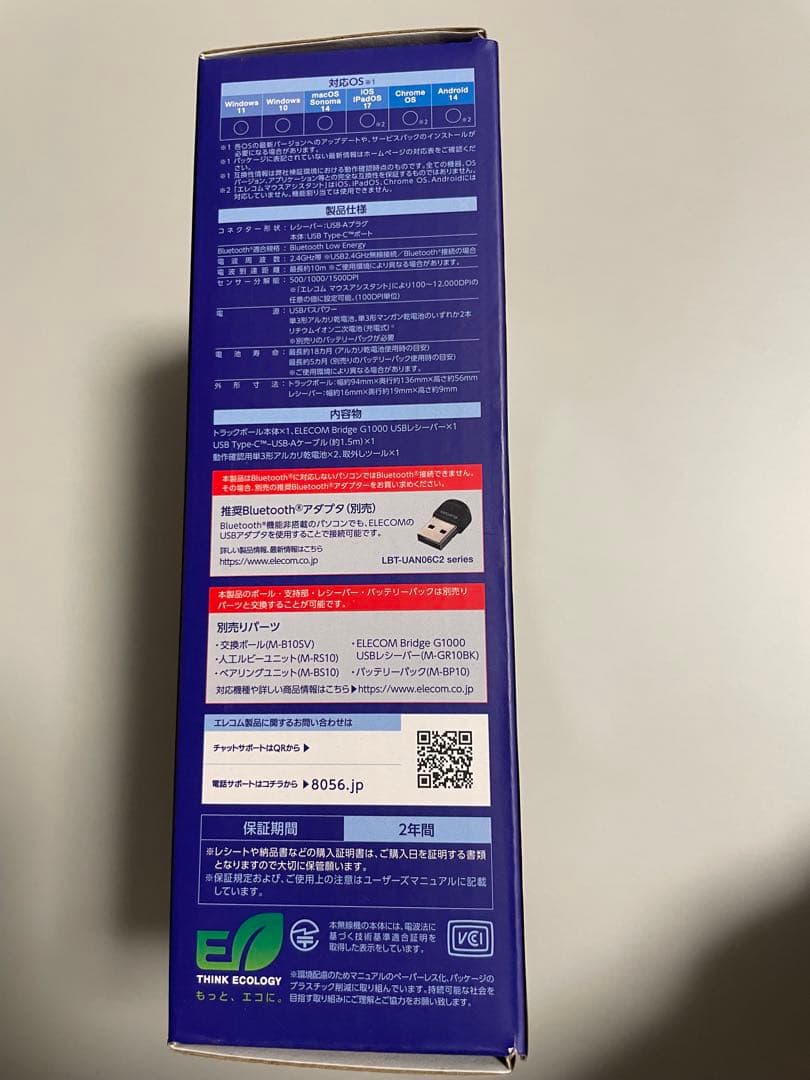 対応OS ※1
Windows 11 Windows 10 macOS Sonoma 14 iOS iPadOS 17 Chrome OS Android 14
○ ○ ○ ○※2 ○※2 ○※2
※1 各OSの最新バージョンへのアップデートや、サービスパックのインストールが
必要になる場合があります。
※1 パッケージに表記されていない最新情報はホームページの対応表をご確認くだ
さい。
※1 互換性情報は弊社検証環境における動作確認時点のものです。全ての機器、OS
バージョン、アプリケーション等との完全な互換性を保証するものではありません。
※2 「エレコムマウスアシスタント」はiOS、iPadOS、Chrome OS、Androidには
対応していません。機能割り当ては使用できません。
製品仕様
コネクター形状：レシーバー：USB-Aプラグ
本体：USB Type-C™ポート
Bluetooth®適合規格：Bluetooth Low Energy
電波周波数：2.4GHz帯 ※USB2.4GHz無線接続／Bluetooth®接続の場合
電波到達距離：最長約10m ※ご使用環境により異なる場合があります。
センサー分解能：500/1000/1500DPI
※「エレコム マウスアシスタント」により100～12,000DPIの
任意の値に設定可能。(100DPI単位)
電源：USBバスパワー
単3形アルカリ乾電池、単3形マンガン乾電池のいずれか2本
リチウムイオン二次電池（充電式）※
※別売りのバッテリーパックが必要
電池寿命：最長約18カ月（アルカリ乾電池使用時の目安）
最長約5カ月（別売りのバッテリーパック使用時の目安）
※ご使用環境により異なる場合があります。
外形寸法：トラックボール：幅約94mm×奥行約136mm×高さ約56mm
レシーバー：幅約16mm×奥行約19mm×高さ約9mm
内容物
トラックボール本体×1、ELECOM Bridge G1000 USBレシーバー×1
USB Type-C™–USB-Aケーブル（約1.5m）×1
動作確認用単3形アルカリ乾電池×2、取外しツール×1
本製品はBluetooth®に対応しないパソコンではBluetooth®接続できません。
その場合、別売の推奨Bluetooth®アダプターをお買い求めください。
推奨Bluetooth®アダプタ（別売）
Bluetooth®機能非搭載のパソコンでも、ELECOMの
USBアダプタを使用することで接続可能です。
詳しい製品情報、最新情報はこちら
https://www.elecom.co.jp
LBT-UAN06C2 series
本製品のボール・支持部・レシーバー・バッテリーパックは別売り
パーツと交換することが可能です。
別売りパーツ
・交換ボール(M-B10SV)
・人工ルビーユニット(M-RS10)
・ベアリングユニット(M-BS10)
・ELECOM Bridge G1000
USBレシーバー(M-GR10BK)
・バッテリーパック(M-BP10)
対応機種や詳しい商品情報はこちら▶https://www.elecom.co.jp
エレコム製品に関するお問い合わせは
チャットサポートはQRから ▶
電話サポートはコチラから ▶8056.jp
保証期間 2年間
※レシートや納品書などの購入証明書は、ご購入日を証明する書類
となりますので大切に保管願います。
※保証規定および、ご使用上の注意はユーザーズマニュアルに記載
しています。
THINK ECOLOGY
もっと、エコに。
本無線機の本体には、電波法に
基づく技術基準適合証明を
取得した表示をしています。
VCI
※環境配慮のためマニュアルのペーパーレス化、パッケージの
プラスチック削減に取り組んでいます。持続可能な社会を
目指す取り組みにご理解とご協力をお願い致します。